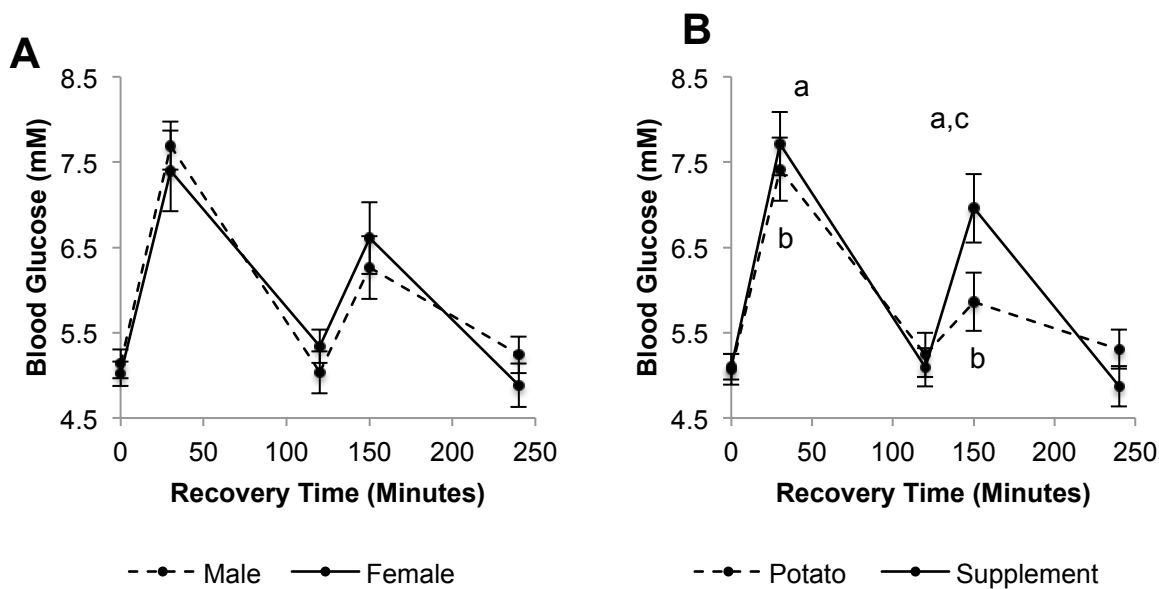 A
Blood Glucose (mM)
8.5
7.5
6.5
5.5
4.5
0 50 100 150 200 250
Recovery Time (Minutes)
Male Female
B
Blood Glucose (mM)
8.5
7.5
6.5
5.5
4.5
a
a,c
b
b
0 50 100 150 200 250
Recovery Time (Minutes)
Potato Supplement